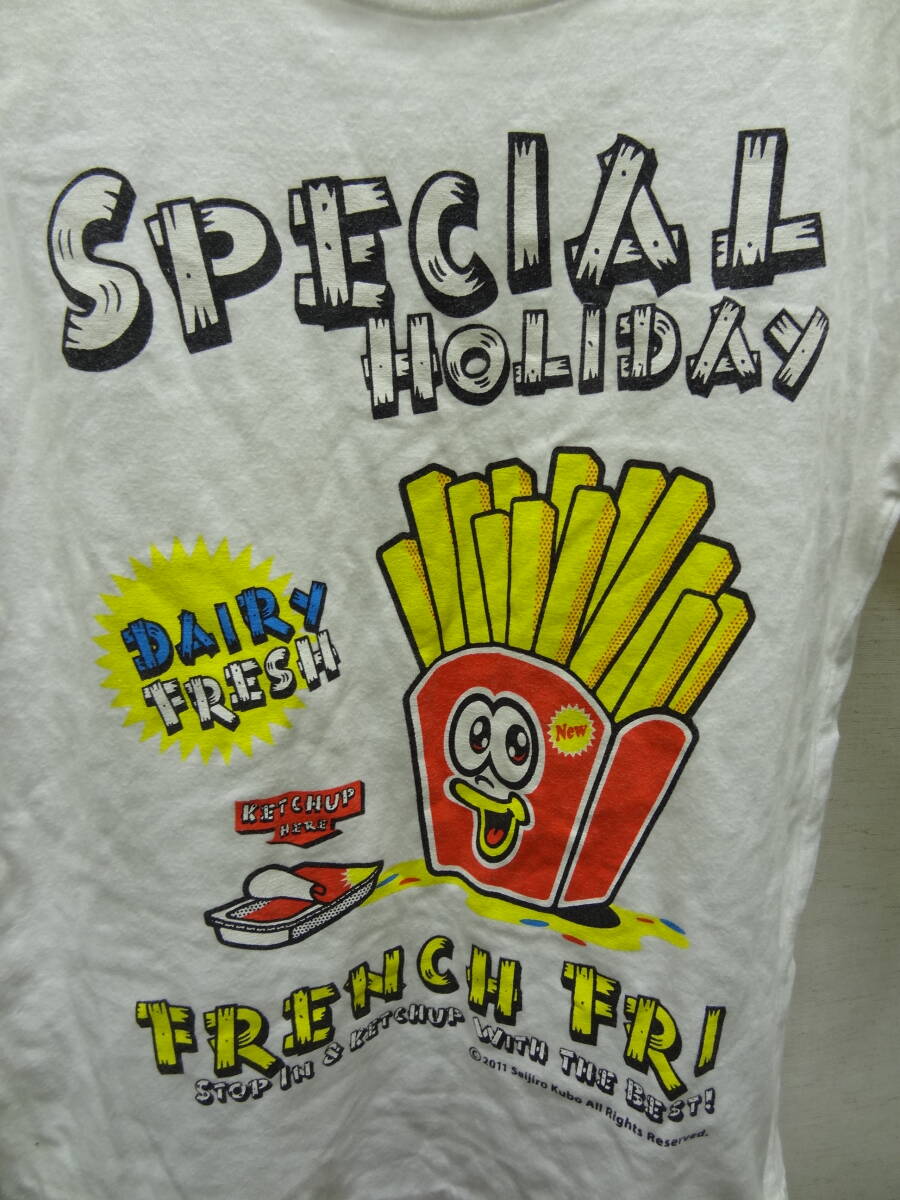 SPECIAL
HOLIDAY
DAIRY
FRESH
New
KETCHUP
HERE
FRENCH FRI
STOP IN & KETCHUP WITH THE BEST!
©2011 Seijiro Kubo All Rights Reserved.